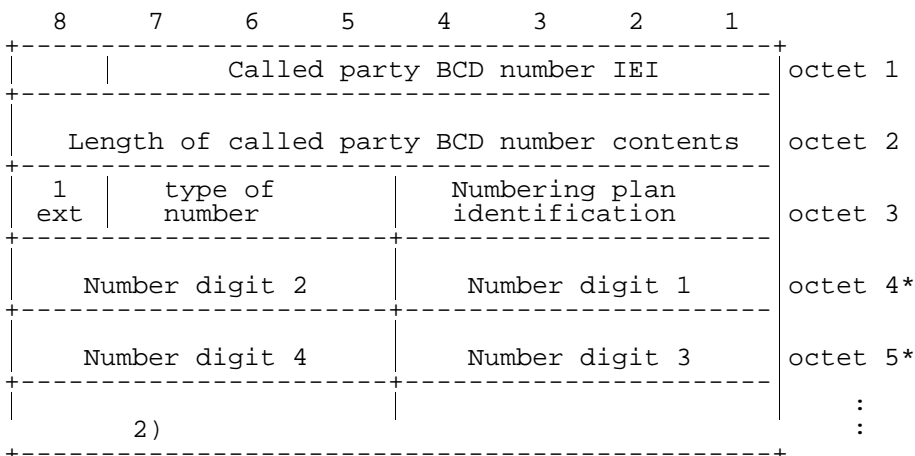 8 7 6 5 4 3 2 1
Called party BCD number IEI octet 1
Length of called party BCD number contents octet 2
1 type of Numbering plan
ext number identification octet 3
Number digit 2 Number digit 1 octet 4*
Number digit 4 Number digit 3 octet 5*
:
2) :